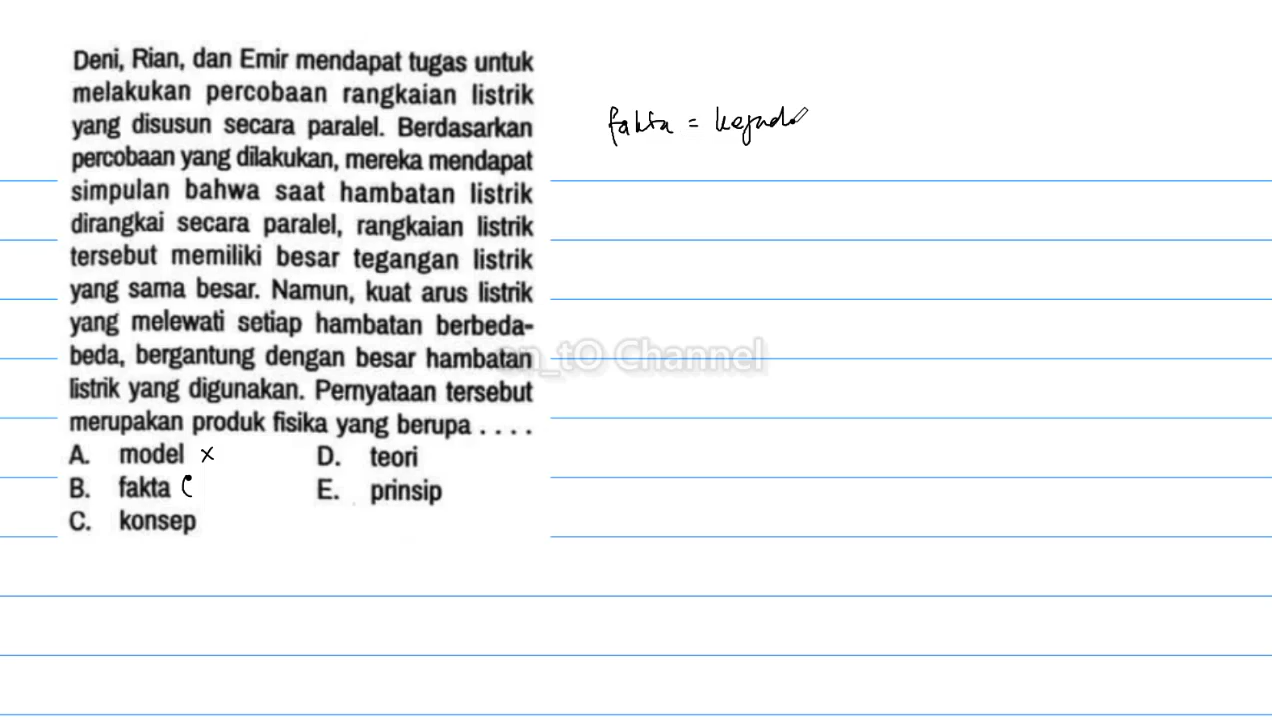 Deni, Rian, dan Emir mendapat tugas untuk
melakukan percobaan rangkaian listrik
yang disusun secara paralel. Berdasarkan
percobaan yang dilakukan, mereka mendapat
simpulan bahwa saat hambatan listrik
dirangkai secara paralel, rangkaian listrik
tersebut memiliki besar tegangan listrik
yang sama besar. Namun, kuat arus listrik
yang melewati setiap hambatan berbeda-
beda, bergantung dengan besar hambatan
listrik yang digunakan. Pernyataan tersebut
merupakan produk fisika yang berupa . . . .
A. model x
B. fakta (
C. konsep
D. teori
E. prinsip
fakta = kejad
an_tO Channel